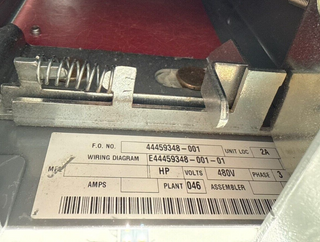 F.O. NO. 44459348-001 UNIT LOC 2A
WIRING DIAGRAM E44459348-001-01
HP VOLTS 480V PHASE 3
AMPS PLANT 046 ASSEMBLER